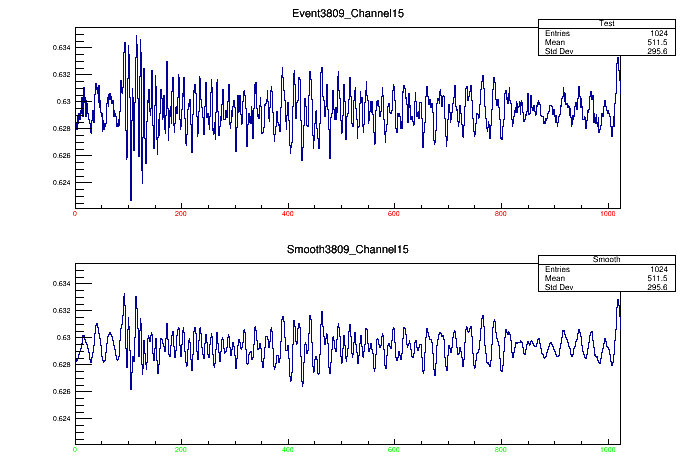 Event3809_Channel15
Test
Entries 1024
Mean 511.5
Std Dev 295.6
0.634
0.632
0.63
0.628
0.626
0.624
0 200 400 600 800 1000
Smooth3809_Channel15
Smooth
Entries 1024
Mean 511.5
Std Dev 295.6
0.634
0.632
0.63
0.628
0.626
0.624
0 200 400 600 800 1000